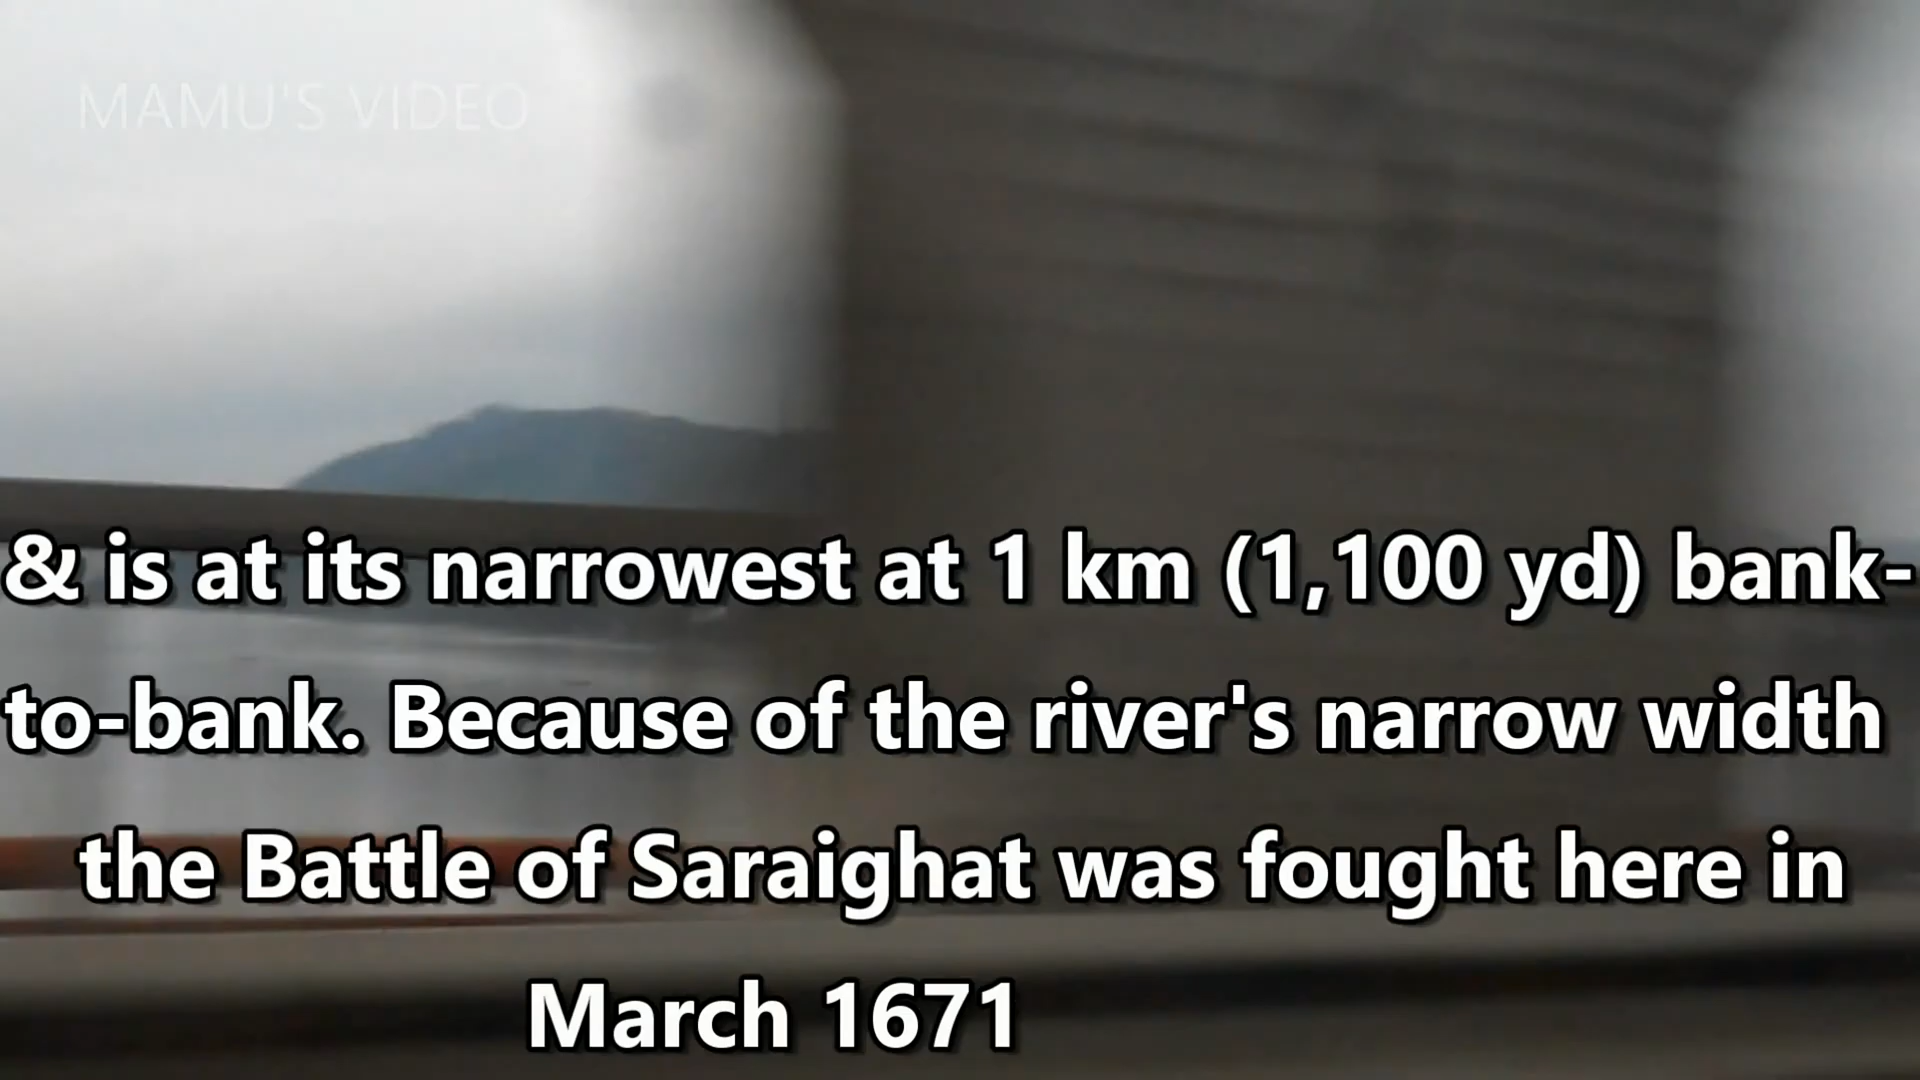 MAMU'S VIDEO
& is at its narrowest at 1 km (1,100 yd) bank-
to-bank. Because of the river's narrow width
the Battle of Saraighat was fought here in
March 1671